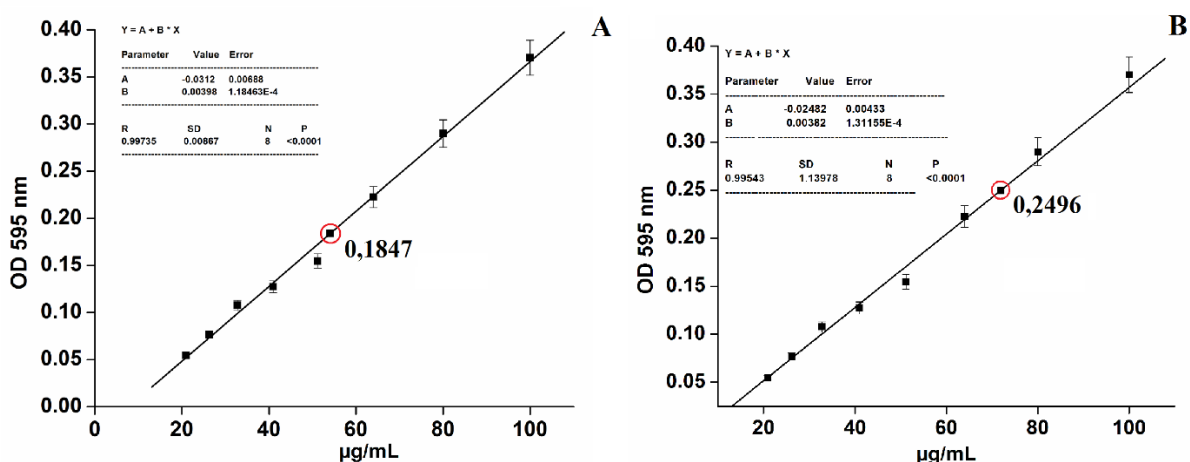 A
Y = A + B * X
Parameter Value Error
A -0.0312 0.00688
B 0.00398 1.18463E-4
R SD N P
0.99735 0.00867 8 <0.0001
0.40
0.35
0.30
0.25
0.20
0.15
0.10
0.05
0.00
OD 595 nm
0,1847
0 20 40 60 80 100
µg/mL
B
Y = A + B * X
Parameter Value Error
A -0.02482 0.00433
B 0.00382 1.31155E-4
R SD N P
0.99543 1.13978 8 <0.0001
0.40
0.35
0.30
0.25
0.20
0.15
0.10
0.05
OD 595 nm
0,2496
20 40 60 80 100
µg/mL